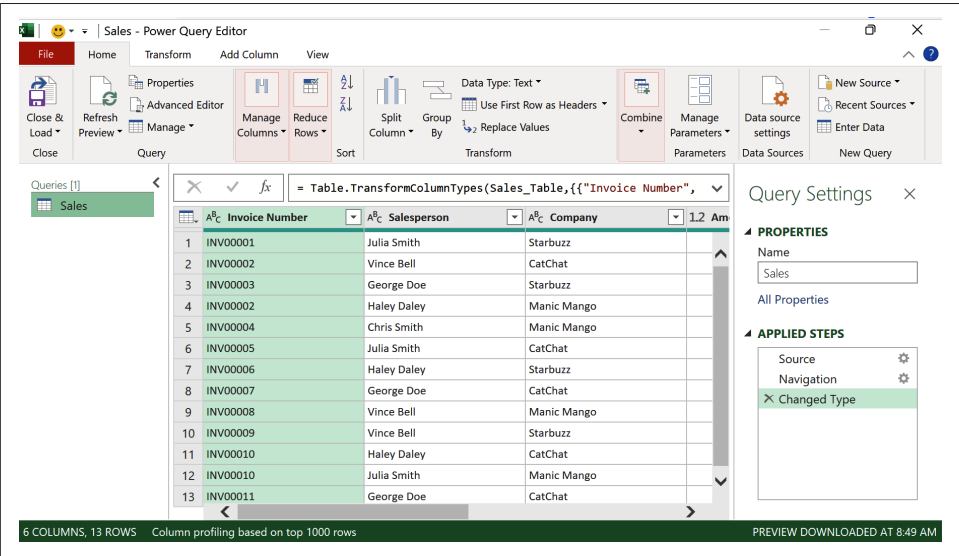 Sales - Power Query Editor
File Home Transform Add Column View
Close & Load
Refresh Preview
Properties
Advanced Editor
Manage
Manage Columns
Reduce Rows
Split Column
Group By
Data Type: Text
Use First Row as Headers
Replace Values
Combine
Manage Parameters
Data source settings
New Source
Recent Sources
Enter Data
Close Query Sort Transform Parameters Data Sources New Query
Queries [1]
Sales
fx = Table.TransformColumnTypes(Sales_Table,{{"Invoice Number",
ABC Invoice Number ABC Salesperson ABC Company 1.2 Am
1 INV00001 Julia Smith Starbuzz
2 INV00002 Vince Bell CatChat
3 INV00003 George Doe Starbuzz
4 INV00002 Haley Daley Manic Mango
5 INV00004 Chris Smith Manic Mango
6 INV00005 Julia Smith CatChat
7 INV00006 Haley Daley Starbuzz
8 INV00007 George Doe CatChat
9 INV00008 Vince Bell Manic Mango
10 INV00009 Vince Bell Starbuzz
11 INV00010 Haley Daley CatChat
12 INV00010 Julia Smith Manic Mango
13 INV00011 George Doe CatChat
Query Settings
PROPERTIES
Name
Sales
All Properties
APPLIED STEPS
Source
Navigation
Changed Type
6 COLUMNS, 13 ROWS Column profiling based on top 1000 rows PREVIEW DOWNLOADED AT 8:49 AM